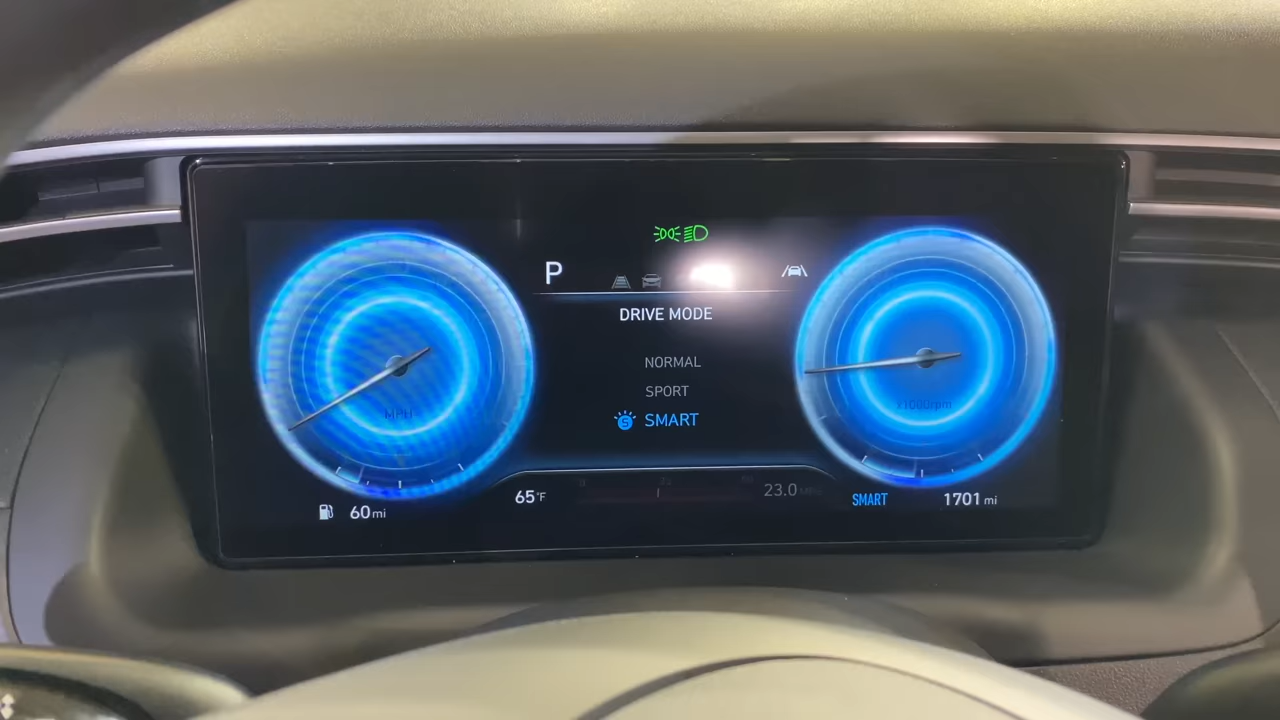 P
DRIVE MODE
NORMAL
SPORT
SMART
MPH
x1000rpm
65°F
23.0 MPG
SMART
1701 mi
60 mi